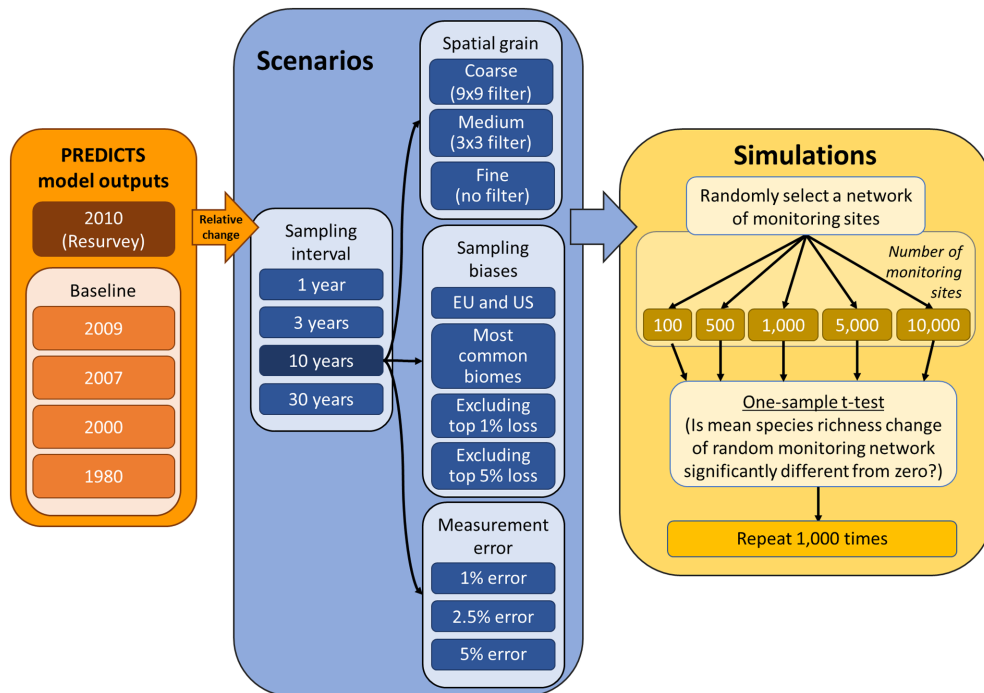 PREDICTS
model outputs
2010
(Resurvey)
Baseline
2009
2007
2000
1980
Relative
change
Scenarios
Sampling
interval
1 year
3 years
10 years
30 years
Spatial grain
Coarse
(9x9 filter)
Medium
(3x3 filter)
Fine
(no filter)
Sampling
biases
EU and US
Most
common
biomes
Excluding
top 1% loss
Excluding
top 5% loss
Measurement
error
1% error
2.5% error
5% error
Simulations
Randomly select a network
of monitoring sites
Number of
monitoring
sites
100
500
1,000
5,000
10,000
One-sample t-test
(Is mean species richness change
of random monitoring network
significantly different from zero?)
Repeat 1,000 times